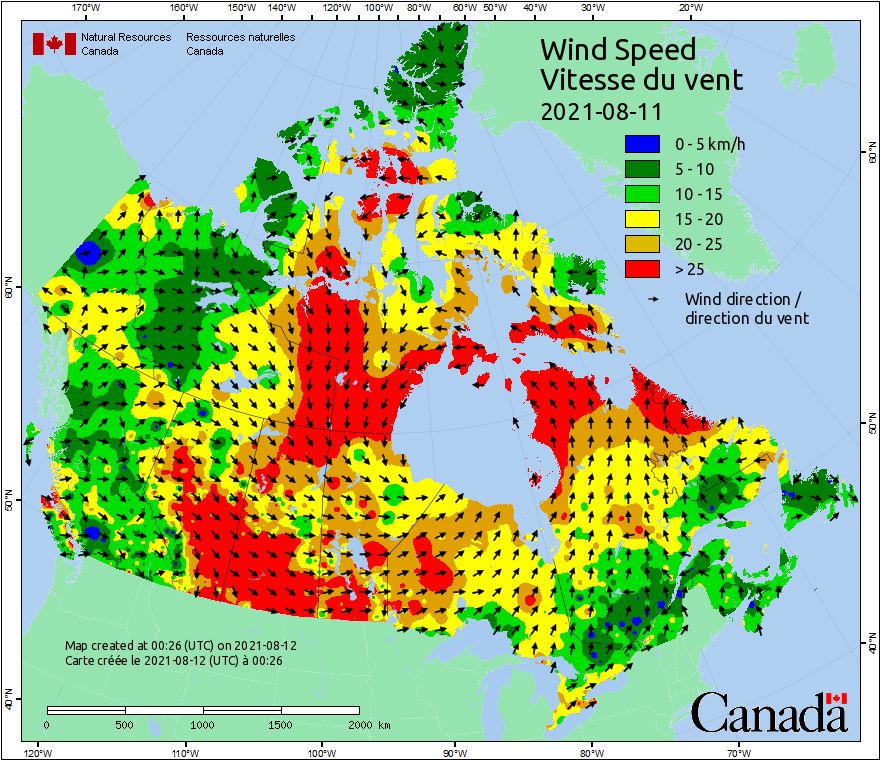 170°W 160°W 150°W 140°W 120°W 100°W 80°W 60°W 50°W 40°W 30°W 20°W
Natural Resources Ressources naturelles
Canada Canada
Wind Speed
Vitesse du vent
2021-08-11
0 - 5 km/h
5 - 10
10 - 15
15 - 20
20 - 25
> 25
Wind direction /
direction du vent
60°N
60°N
50°N
50°N
40°N
40°N
Map created at 00:26 (UTC) on 2021-08-12
Carte créée le 2021-08-12 (UTC) à 00:26
0 500 1000 1500 2000 km
Canada
120°W 110°W 100°W 90°W 80°W 70°W